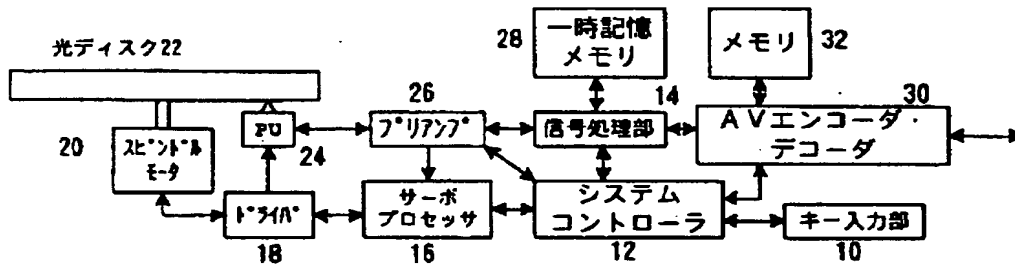 光ディスク22
20
スピンドル
モータ
PU
24
ドライバ
18
26
プリアンプ
サーボ
プロセッサ
16
28
一時記憶
メモリ
14
信号処理部
システム
コントローラ
12
メモリ
32
30
AVエンコーダ・
デコーダ
キー入力部
10